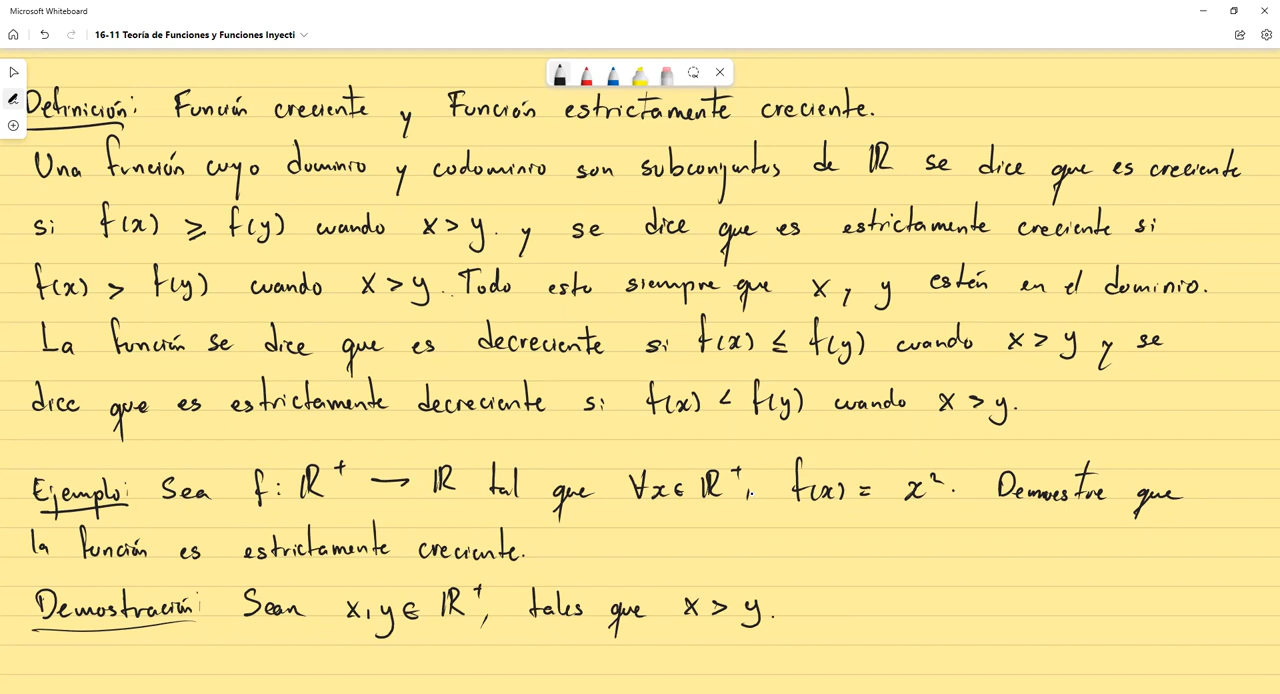 Microsoft Whiteboard
16-11 Teoría de Funciones y Funciones Inyecti
Definición: Función creciente y Función estrictamente creciente.
Una función cuyo dominio y codominio son subconjuntos de ℝ se dice que es creciente
si f(x) ≥ f(y) cuando x > y. y se dice que es estrictamente creciente si
f(x) > f(y) cuando x > y. Todo esto siempre que x, y estén en el dominio.
La función se dice que es decreciente si f(x) ≤ f(y) cuando x > y y se
dice que es estrictamente decreciente si f(x) < f(y) cuando x > y.
Ejemplo: Sea f: ℝ⁺ → ℝ tal que ∀x ∈ ℝ⁺, f(x) = x². Demuestre que
la función es estrictamente creciente.
Demostración: Sean x, y ∈ ℝ⁺, tales que x > y.